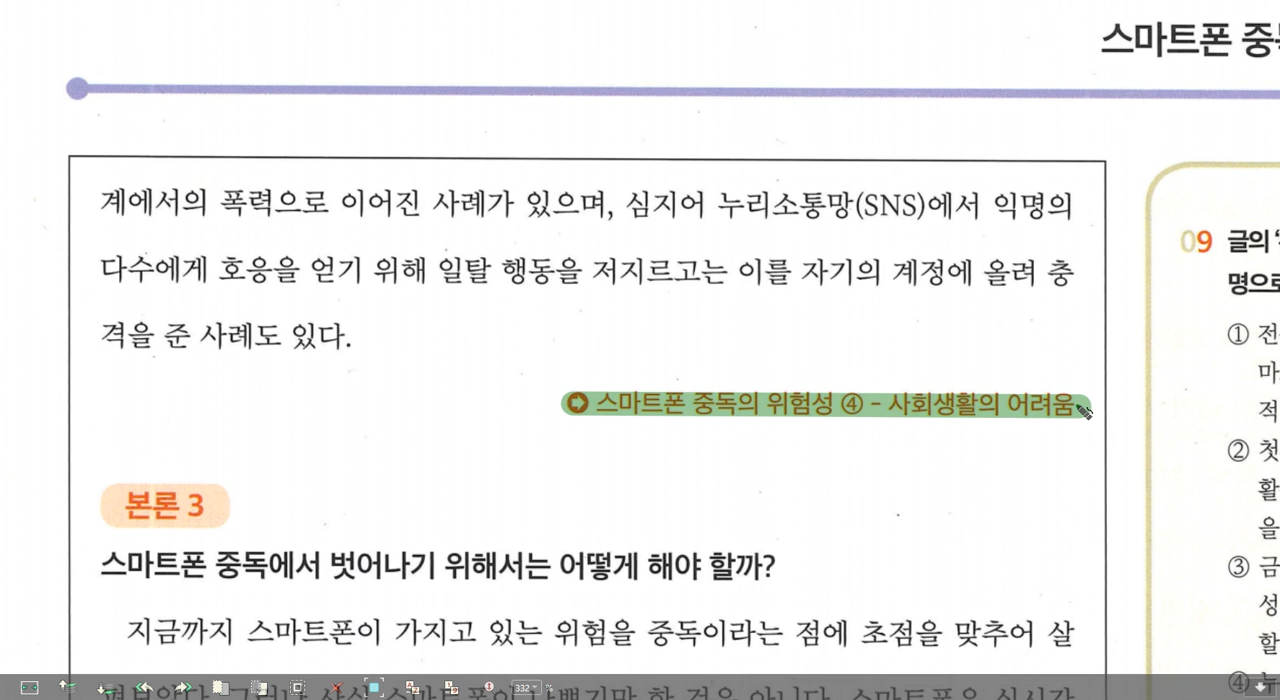 스마트폰 중
계에서의 폭력으로 이어진 사례가 있으며, 심지어 누리소통망(SNS)에서 익명의
다수에게 호응을 얻기 위해 일탈 행동을 저지르고는 이를 자기의 계정에 올려 충
격을 준 사례도 있다.
스마트폰 중독의 위험성 ④ - 사회생활의 어려움
본론 3
스마트폰 중독에서 벗어나기 위해서는 어떻게 해야 할까?
지금까지 스마트폰이 가지고 있는 위험을 중독이라는 점에 초점을 맞추어 살
09 글의
명으로
① 전
마
적
② 첫
활
을
③ 금
성
할
④
332 %